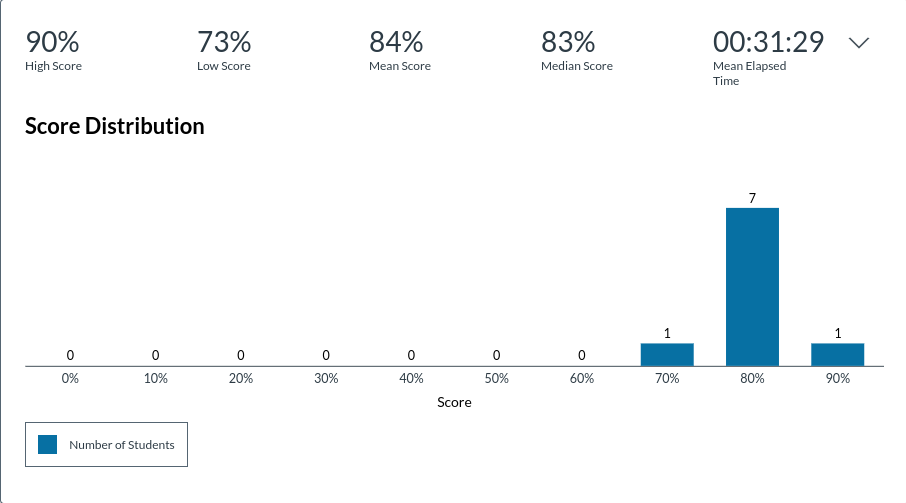 90%
High Score
73%
Low Score
84%
Mean Score
83%
Median Score
00:31:29
Mean Elapsed
Time
Score Distribution
7
1
1
0 0 0 0 0 0 0
0% 10% 20% 30% 40% 50% 60% 70% 80% 90%
Score
Number of Students